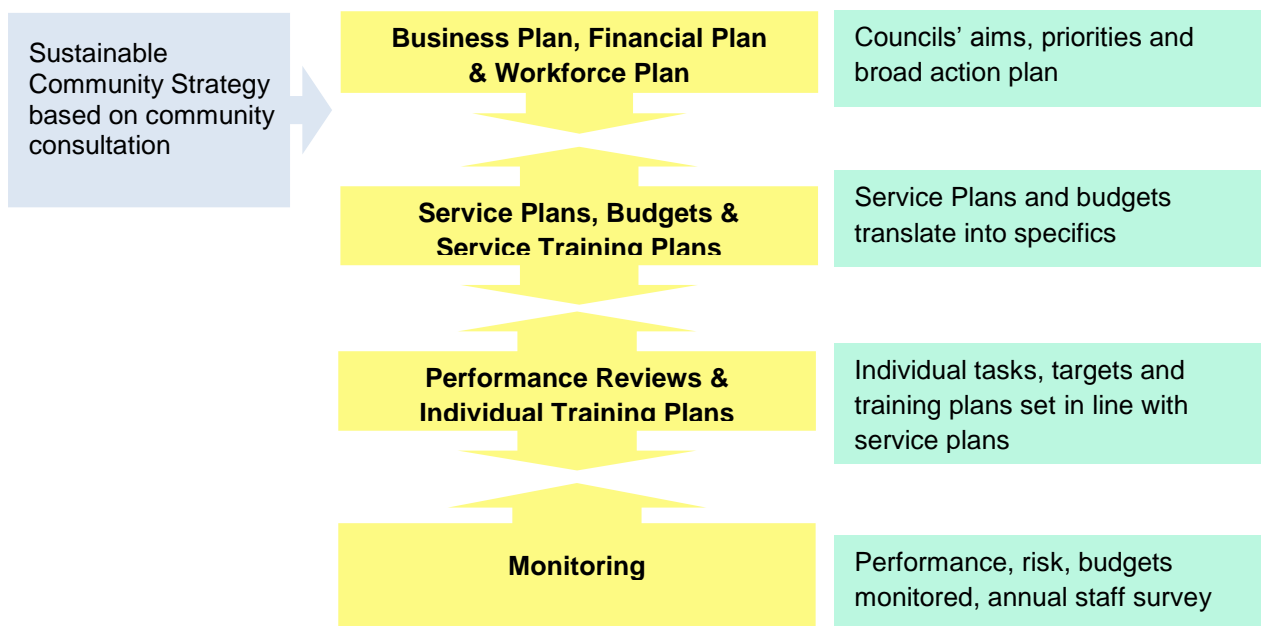 Sustainable
Community Strategy
based on community
consultation
Business Plan, Financial Plan
& Workforce Plan
Councils’ aims, priorities and
broad action plan
Service Plans, Budgets &
Service Training Plans
Service Plans and budgets
translate into specifics
Performance Reviews &
Individual Training Plans
Individual tasks, targets and
training plans set in line with
service plans
Monitoring
Performance, risk, budgets
monitored, annual staff survey